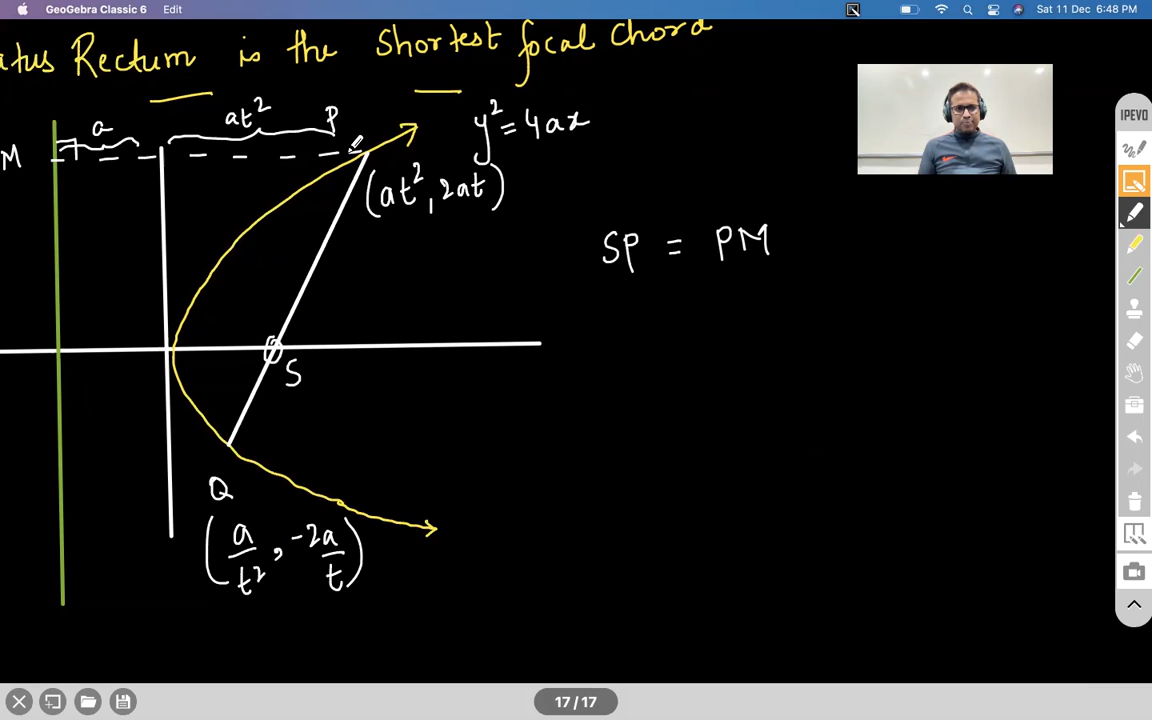 GeoGebra Classic 6 Edit
Sat 11 Dec 6:48 PM
atus Rectum is the Shortest focal Chord
IPEVO
a
at²
P
y² = 4ax
M
(at², 2at)
SP = PM
S
Q
(a/t², -2a/t)
17/17